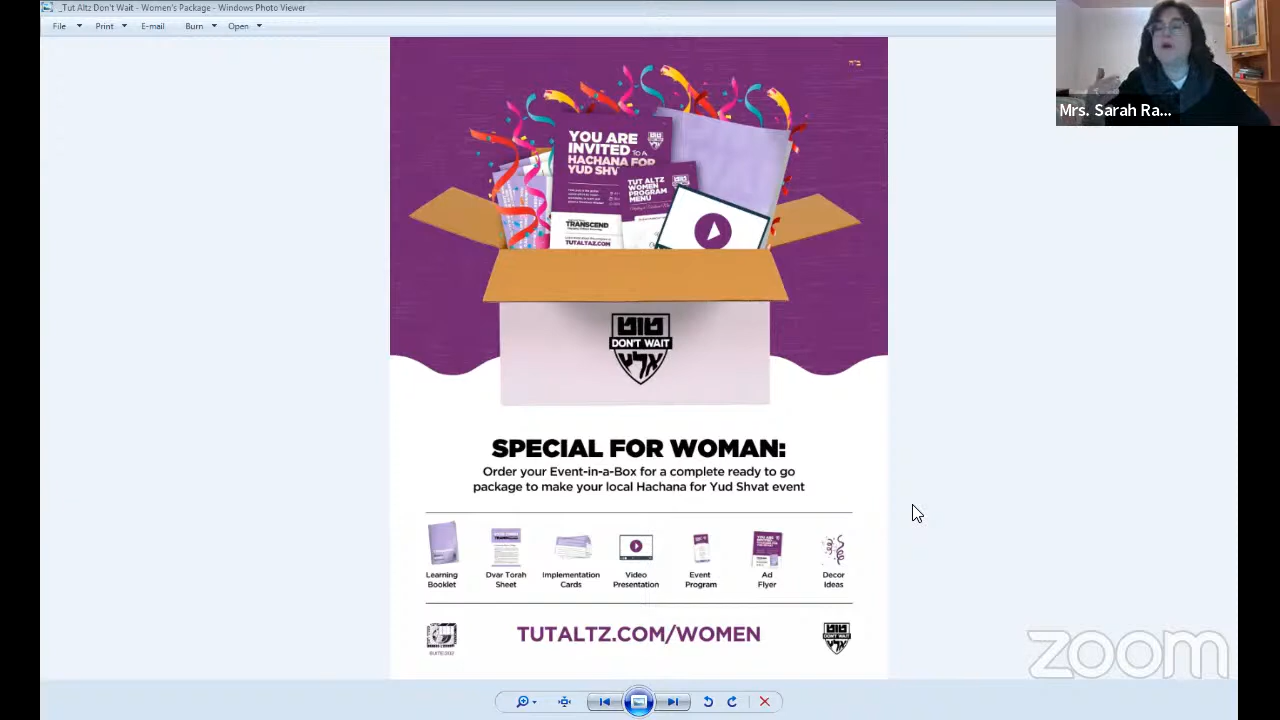 _Tut Altz Don't Wait - Women's Package - Windows Photo Viewer
File Print E-mail Burn Open
Mrs. Sarah Ra...
ב"ה
YOU ARE
INVITED TO A
HACHANA FOR
YUD SHV
TUT ALTZ
WOMEN
PROGRAM
MENU
TRANSCEND
TUTALTAZ.COM
טוט
DON'T WAIT
אלץ
SPECIAL FOR WOMAN:
Order your Event-in-a-Box for a complete ready to go
package to make your local Hachana for Yud Shvat event
Learning
Booklet
Dvar Torah
Sheet
Implementation
Cards
Video
Presentation
Event
Program
Ad
Flyer
Decor
Ideas
TUTALTZ.COM/WOMEN
DON'T WAIT
zoom